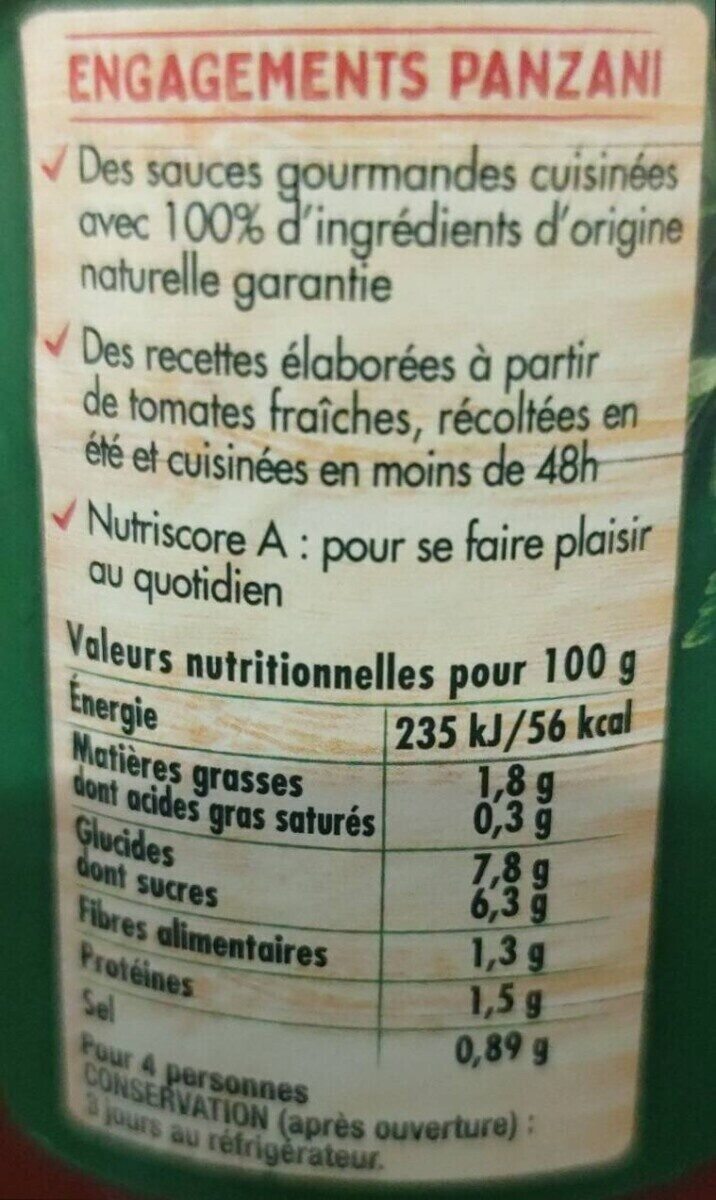 ENGAGEMENTS PANZANI
✓ Des sauces gourmandes cuisinées
avec 100% d'ingrédients d'origine
naturelle garantie
✓ Des recettes élaborées à partir
de tomates fraîches, récoltées en
été et cuisinées en moins de 48h
✓ Nutriscore A : pour se faire plaisir
au quotidien
Valeurs nutritionnelles pour 100 g
Énergie 235 kJ/56 kcal
Matières grasses 1,8 g
dont acides gras saturés 0,3 g
Glucides 7,8 g
dont sucres 6,3 g
Fibres alimentaires 1,3 g
Protéines 1,5 g
Sel 0,89 g
Pour 4 personnes
CONSERVATION (après ouverture) :
3 jours au réfrigérateur.